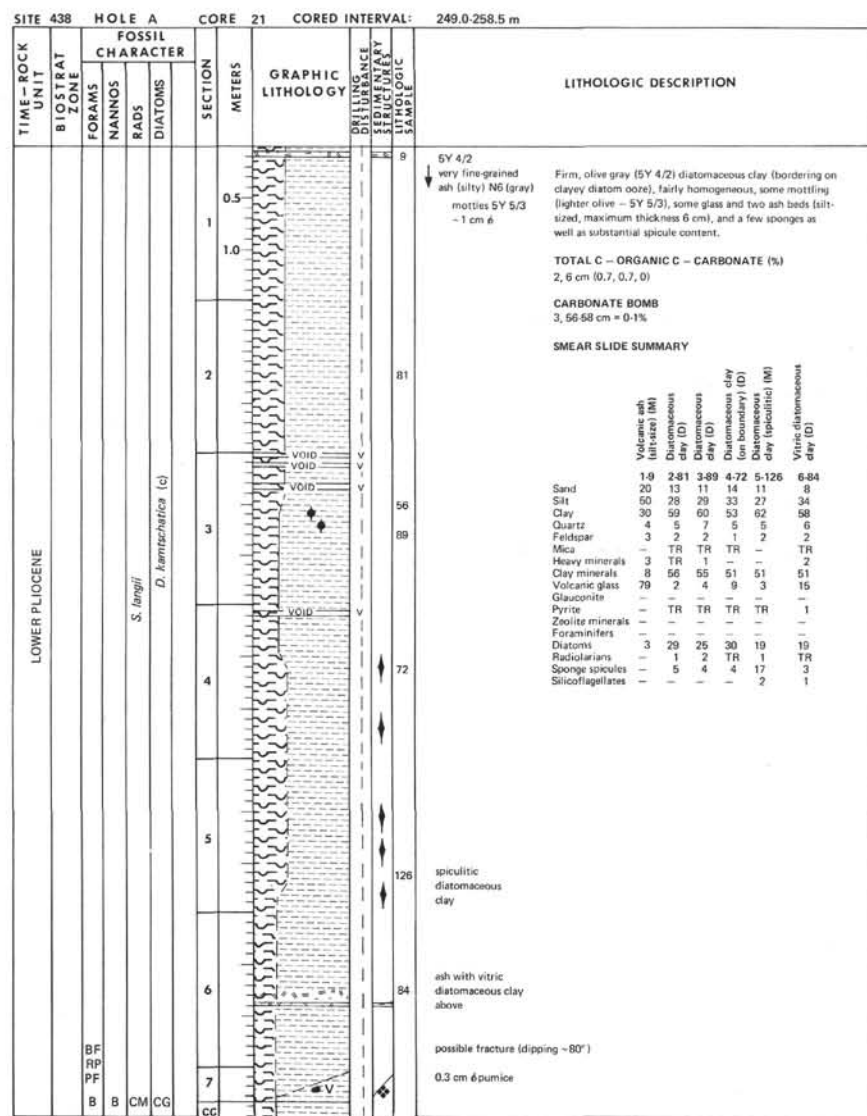 SITE 438 HOLE A CORE 21 CORED INTERVAL: 249.0-258.5 m
TIME–ROCK UNIT
BIOSTRAT ZONE
FOSSIL CHARACTER
FORAMS
NANNOS
RADS
DIATOMS
SECTION
METERS
GRAPHIC LITHOLOGY
DRILLING DISTURBANCE
SEDIMENTARY STRUCTURES
LITHOLOGIC SAMPLE
LITHOLOGIC DESCRIPTION
LOWER PLIOCENE
S. langii
D. kamtschatica (c)
BF
RP
PF
B B CM CG
1
0.5
1.0
2
3
4
5
6
7
CC
VOID V
VOID V
VOID V
VOID V
V
9
81
56
89
72
126
84
5Y 4/2
very fine-grained
ash (silty) N6 (gray)
mottles 5Y 5/3
~1 cm ϕ
spiculitic
diatomaceous
clay
ash with vitric
diatomaceous clay
above
possible fracture (dipping ~80°)
0.3 cm ϕ pumice
Firm, olive gray (5Y 4/2) diatomaceous clay (bordering on
clayey diatom ooze), fairly homogeneous, some mottling
(lighter olive – 5Y 5/3), some glass and two ash beds (silt-
sized, maximum thickness 6 cm), and a few sponges as
well as substantial spicule content.
TOTAL C – ORGANIC C – CARBONATE (%)
2, 6 cm (0.7, 0.7, 0)
CARBONATE BOMB
3, 56-58 cm = 0-1%
SMEAR SLIDE SUMMARY
Volcanic ash (silt-size) (M)
Diatomaceous clay (D)
Diatomaceous clay (D)
Diatomaceous clay (on boundary) (D)
Diatomaceous clay (spiculitic) (M)
Vitric diatomaceous clay (D)
1-9 2-81 3-89 4-72 5-126 6-84
Sand 20 13 11 14 11 8
Silt 50 28 29 33 27 34
Clay 30 59 60 53 62 58
Quartz 4 5 7 5 5 6
Feldspar 3 2 2 1 2 2
Mica – TR TR TR – TR
Heavy minerals 3 TR 1 – – 2
Clay minerals 8 56 55 51 51 51
Volcanic glass 79 2 4 9 3 15
Glauconite – – – – – –
Pyrite – TR TR TR TR 1
Zeolite minerals – – – – – –
Foraminifers – – – – – –
Diatoms 3 29 25 30 19 19
Radiolarians – 1 2 TR 1 TR
Sponge spicules – 5 4 4 17 3
Silicoflagellates – – – – 2 1